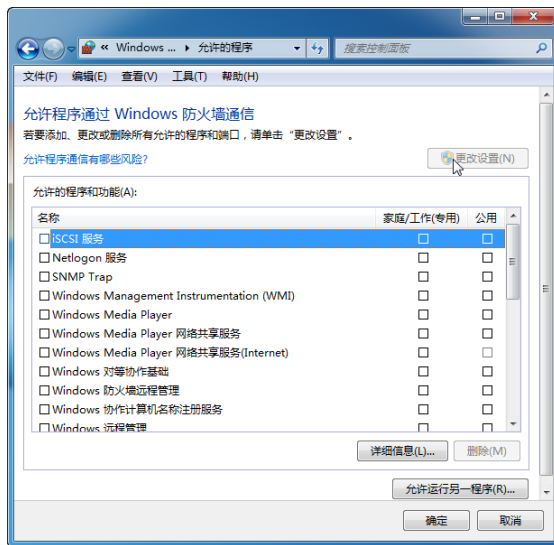 « Windows ... ▸ 允许的程序
搜索控制面板
文件(F) 编辑(E) 查看(V) 工具(T) 帮助(H)
允许程序通过 Windows 防火墙通信
若要添加、更改或删除所有允许的程序和端口，请单击“更改设置”。
允许程序通信有哪些风险?
更改设置(N)
允许的程序和功能(A):
名称 家庭/工作(专用) 公用
iSCSI 服务
Netlogon 服务
SNMP Trap
Windows Management Instrumentation (WMI)
Windows Media Player
Windows Media Player 网络共享服务
Windows Media Player 网络共享服务(Internet)
Windows 对等协作基础
Windows 防火墙远程管理
Windows 协作计算机名称注册服务
Windows 远程管理
详细信息(L)... 删除(M)
允许运行另一程序(R)...
确定 取消